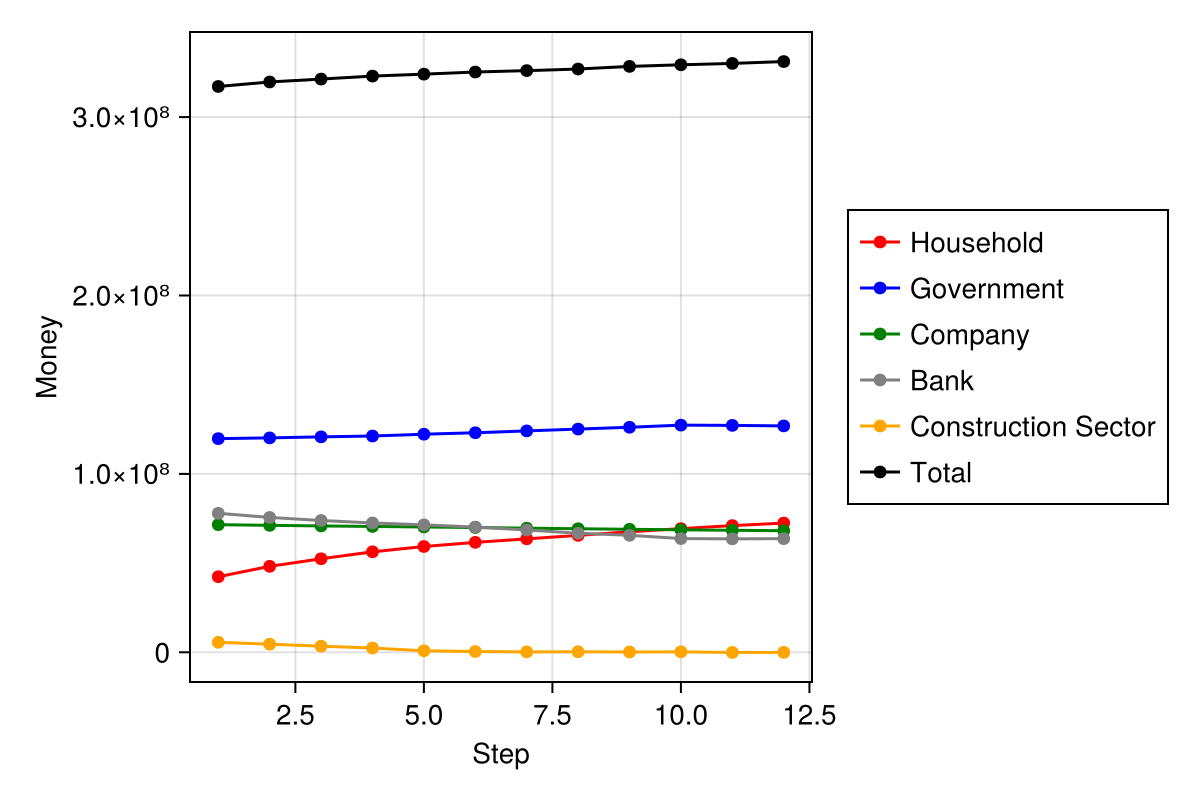 3.0×10⁸
2.0×10⁸
1.0×10⁸
0
Money
2.5
5.0
7.5
10.0
12.5
Step
Household
Government
Company
Bank
Construction Sector
Total